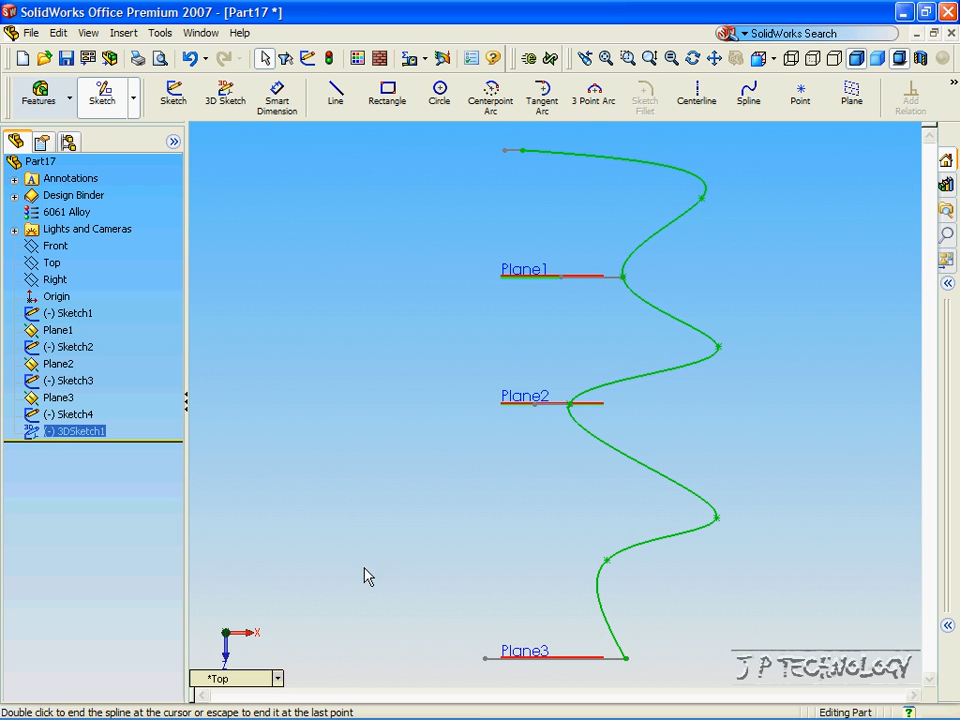 SolidWorks Office Premium 2007 - [Part17 *]
File Edit View Insert Tools Window Help
SolidWorks Search
Features Sketch Sketch 3D Sketch Smart Dimension Line Rectangle Circle Centerpoint Arc Tangent Arc 3 Point Arc Sketch Fillet Centerline Spline Point Plane Add Relation
Part17
Annotations
Design Binder
6061 Alloy
Lights and Cameras
Front
Top
Right
Origin
(-) Sketch1
Plane1
(-) Sketch2
Plane2
(-) Sketch3
Plane3
(-) Sketch4
(-) 3DSketch1
Plane1
Plane2
Plane3
X
Z
*Top
J P TECHNOLOGY
Double click to end the spline at the cursor or escape to end it at the last point
Editing Part